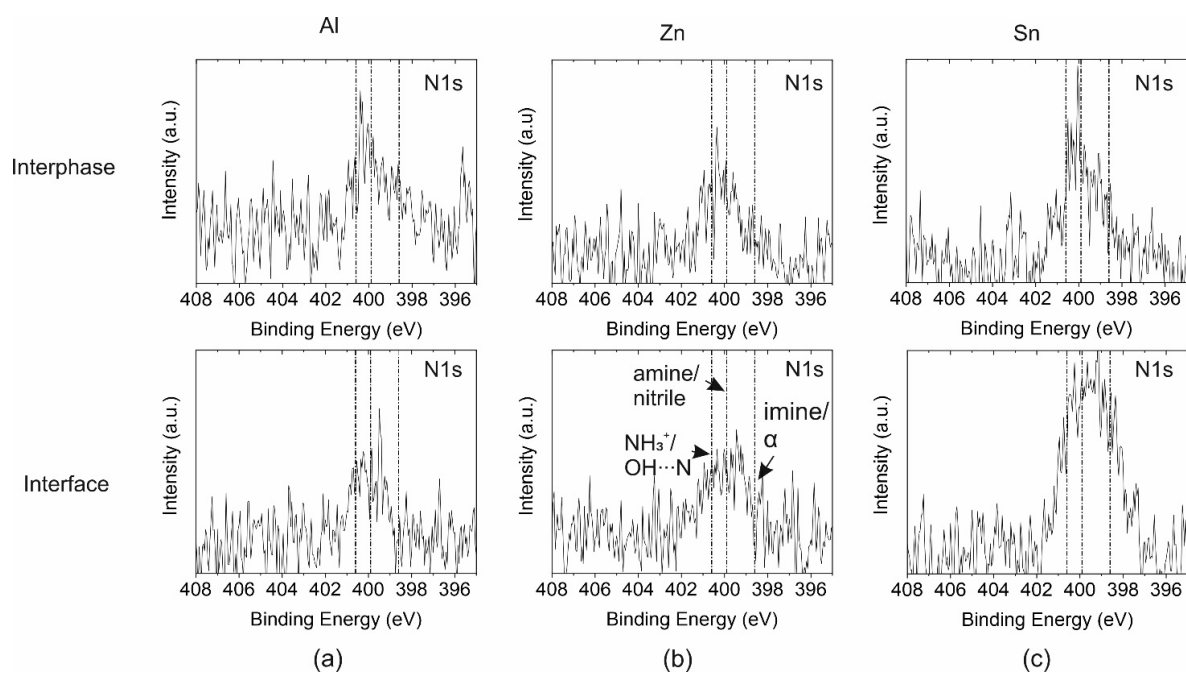 Al
Zn
Sn
Interphase
Intensity (a.u.)
N1s
408 406 404 402 400 398 396
Binding Energy (eV)
Intensity (a.u)
N1s
408 406 404 402 400 398 396
Binding Energy (eV)
Intensity (a.u.)
N1s
408 406 404 402 400 398 396
Binding Energy (eV)
Interface
Intensity (a.u.)
N1s
408 406 404 402 400 398 396
Binding Energy (eV)
Intensity (a.u.)
amine/
nitrile
N1s
imine/
α
NH₃⁺/
OH···N
408 406 404 402 400 398 396
Binding Energy (eV)
Intensity (a.u.)
N1s
408 406 404 402 400 398 396
Binding Energy (eV)
(a)
(b)
(c)